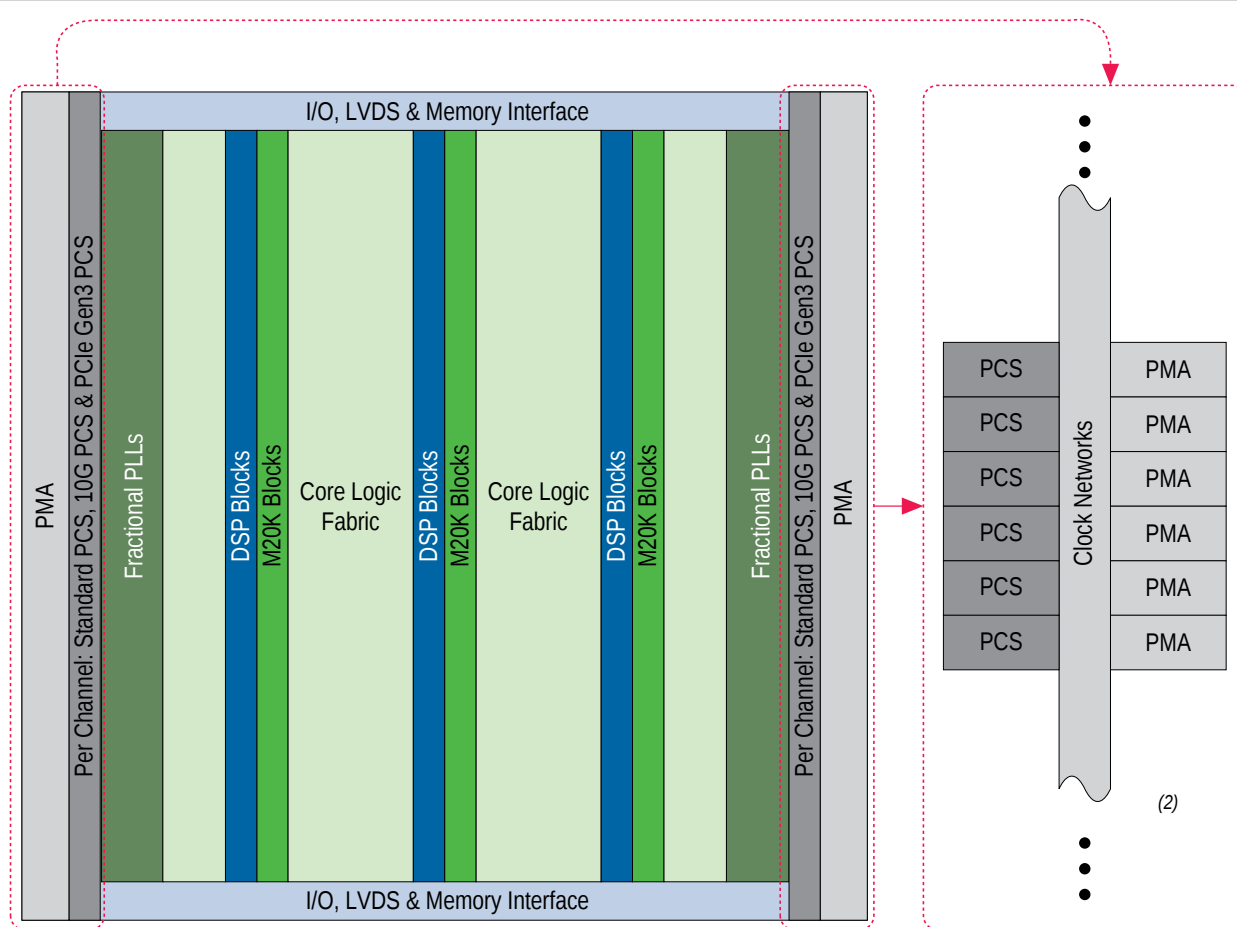 I/O, LVDS & Memory Interface
PMA
Per Channel: Standard PCS, 10G PCS & PCIe Gen3 PCS
Fractional PLLs
DSP Blocks
M20K Blocks
Core Logic
Fabric
DSP Blocks
M20K Blocks
Core Logic
Fabric
DSP Blocks
M20K Blocks
Fractional PLLs
Per Channel: Standard PCS, 10G PCS & PCIe Gen3 PCS
PMA
I/O, LVDS & Memory Interface
PCS
PCS
PCS
PCS
PCS
PCS
Clock Networks
PMA
PMA
PMA
PMA
PMA
PMA
(2)